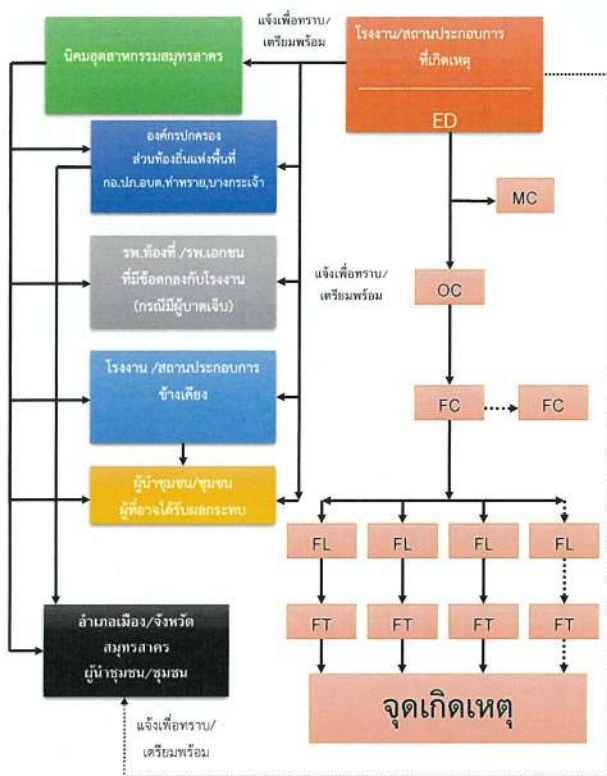 แจ้งเพื่อทราบ/
เตรียมพร้อม
นิคมอุตสาหกรรมสมุทรสาคร
โรงงาน/สถานประกอบการ
ที่เกิดเหตุ
ED
องค์กรปกครอง
ส่วนท้องถิ่นแห่งพื้นที่
กอ.ปภ.อบต.ท่าทราย,บางกระเจ้า
MC
รพ.ท้องที่ /รพ.เอกชน
ที่มีข้อตกลงกับโรงงาน
(กรณีมีผู้บาดเจ็บ)
แจ้งเพื่อทราบ/
เตรียมพร้อม
OC
โรงงาน /สถานประกอบการ
ข้างเคียง
FC
FC
ผู้นำชุมชน/ชุมชน
ผู้ที่อาจได้รับผลกระทบ
FL
FL
FL
FL
FT
FT
FT
FT
อำเภอเมือง/จังหวัด
สมุทรสาคร
ผู้นำชุมชน/ชุมชน
จุดเกิดเหตุ
แจ้งเพื่อทราบ/
เตรียมพร้อม